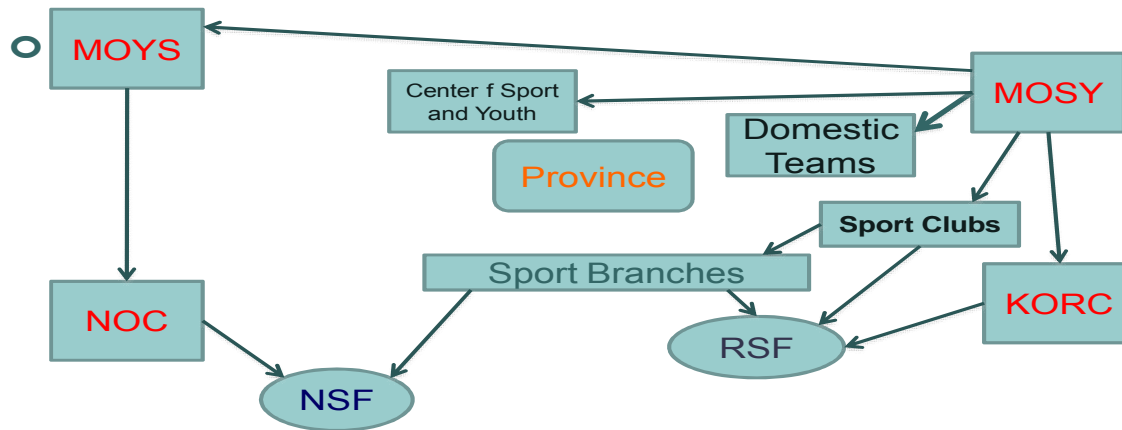 MOYS
Center f Sport
and Youth
MOSY
Domestic
Teams
Province
Sport Clubs
Sport Branches
NOC
KORC
RSF
NSF